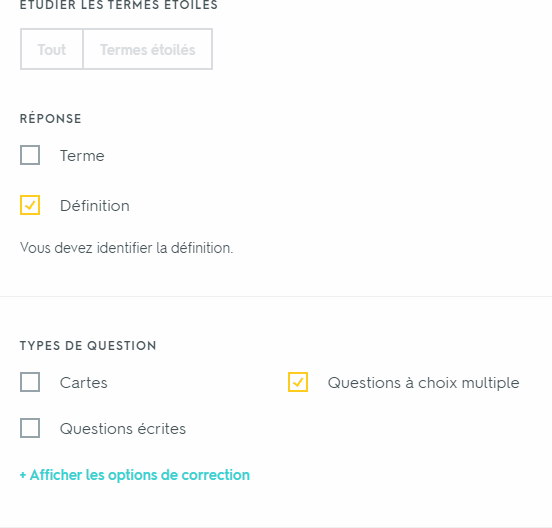 ÉTUDIER LES TERMES ÉTOILÉS
Tout
Termes étoilés
RÉPONSE
Terme
Définition
Vous devez identifier la définition.
TYPES DE QUESTION
Cartes
Questions à choix multiple
Questions écrites
+ Afficher les options de correction